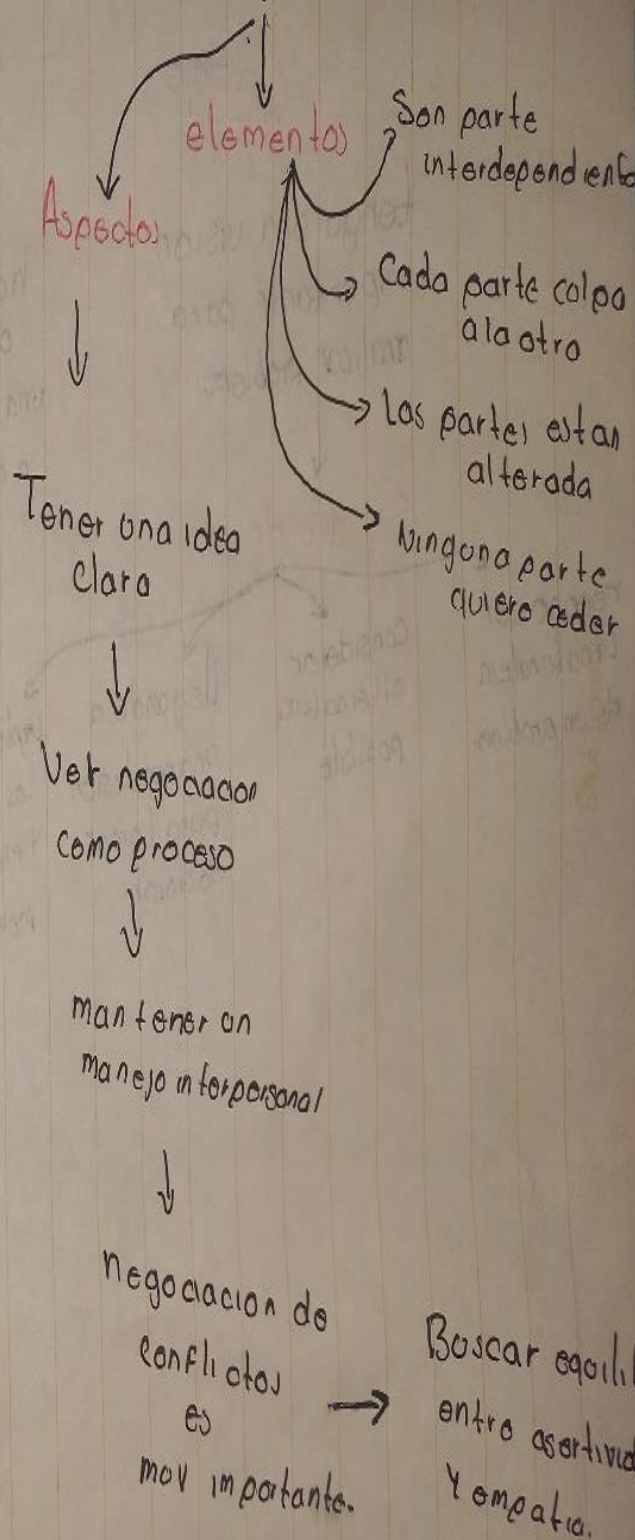 elementos
Son parte
interdependiente
Cada parte culpa
a la otra
Las partes estan
alterada
Ninguna parte
quiere ceder
Aspectos
Tener una idea
Clara
Ver negociacion
como proceso
mantener un
manejo interpersonal
negociacion de
conflictos
es
muy importante.
Buscar equili
entre asertivid
Y empatia.